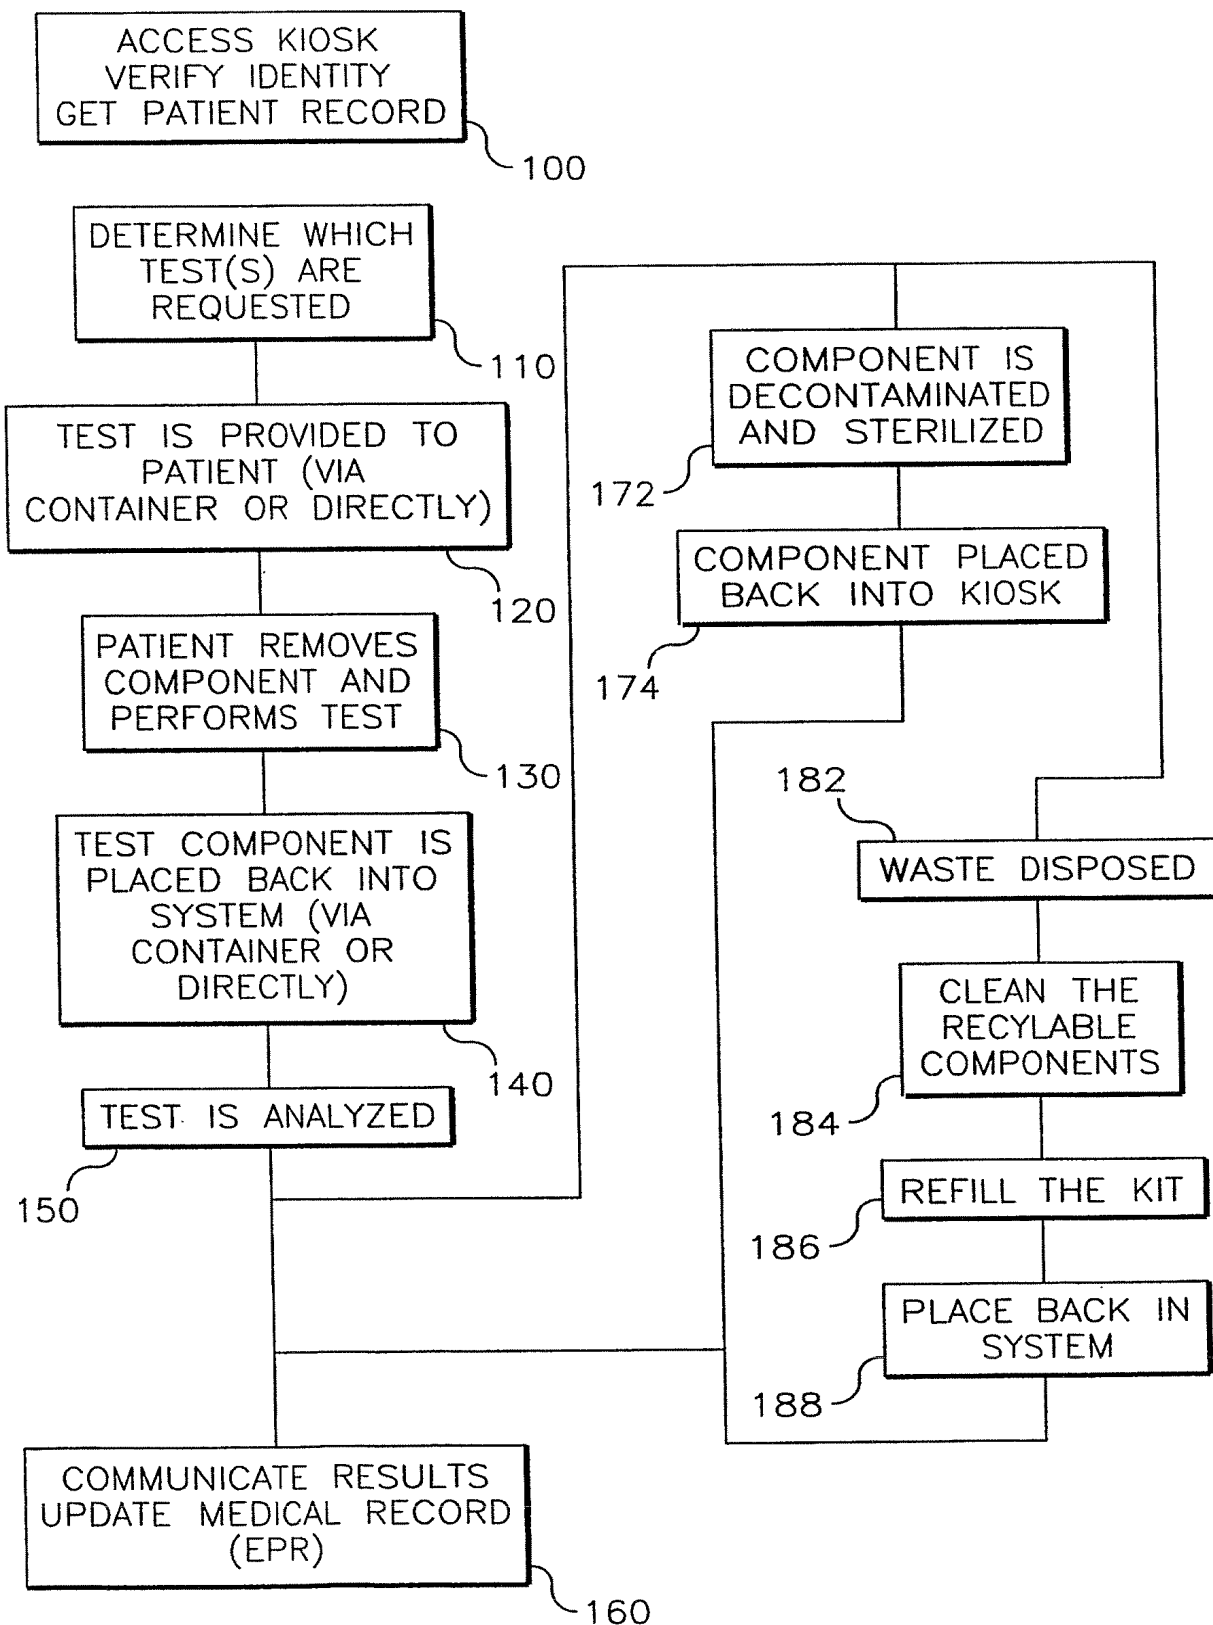 ACCESS KIOSK
VERIFY IDENTITY
GET PATIENT RECORD
100
DETERMINE WHICH
TEST(S) ARE
REQUESTED
110
TEST IS PROVIDED TO
PATIENT (VIA
CONTAINER OR DIRECTLY)
120
PATIENT REMOVES
COMPONENT AND
PERFORMS TEST
130
TEST COMPONENT IS
PLACED BACK INTO
SYSTEM (VIA
CONTAINER OR
DIRECTLY)
140
TEST IS ANALYZED
150
COMPONENT IS
DECONTAMINATED
AND STERILIZED
172
COMPONENT PLACED
BACK INTO KIOSK
174
182
WASTE DISPOSED
CLEAN THE
RECYLABLE
COMPONENTS
184
REFILL THE KIT
186
PLACE BACK IN
SYSTEM
188
COMMUNICATE RESULTS
UPDATE MEDICAL RECORD
(EPR)
160